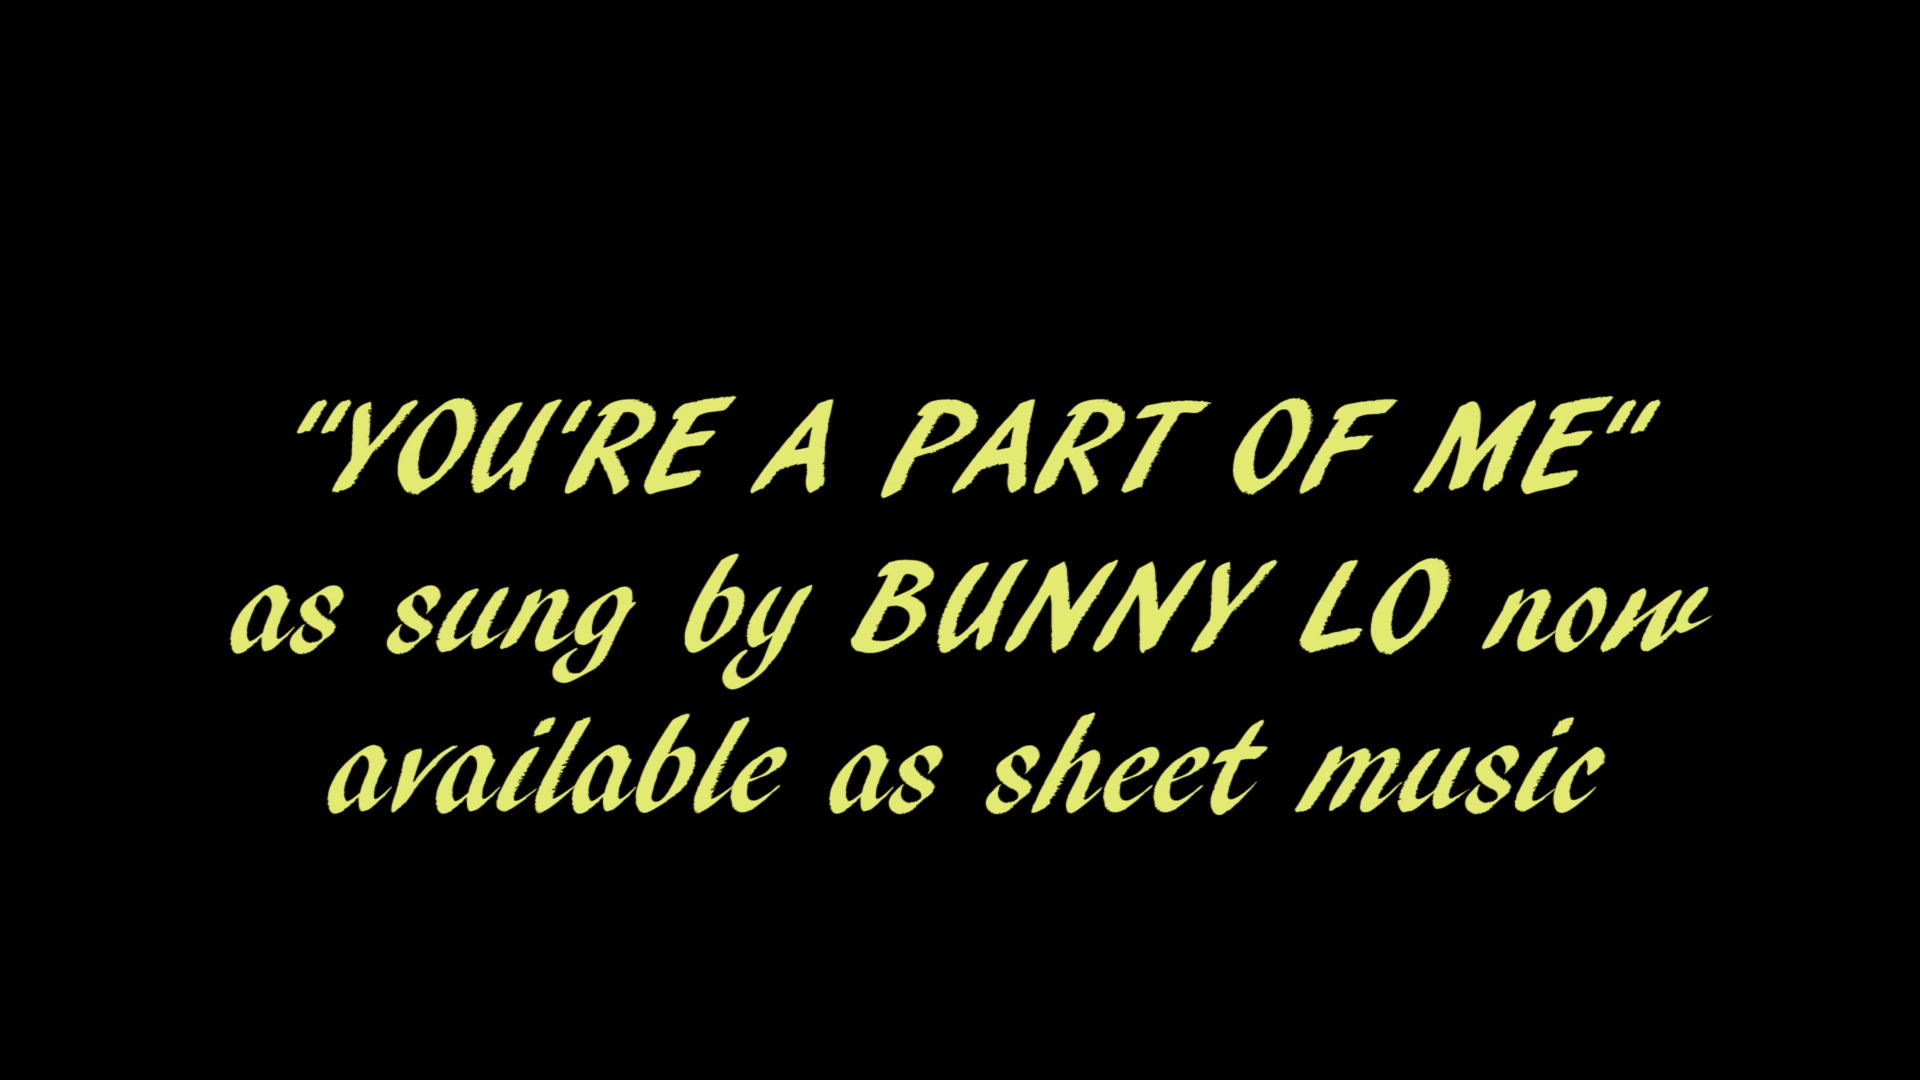 "YOU'RE A PART OF ME"
as sung by BUNNY LO now
available as sheet music